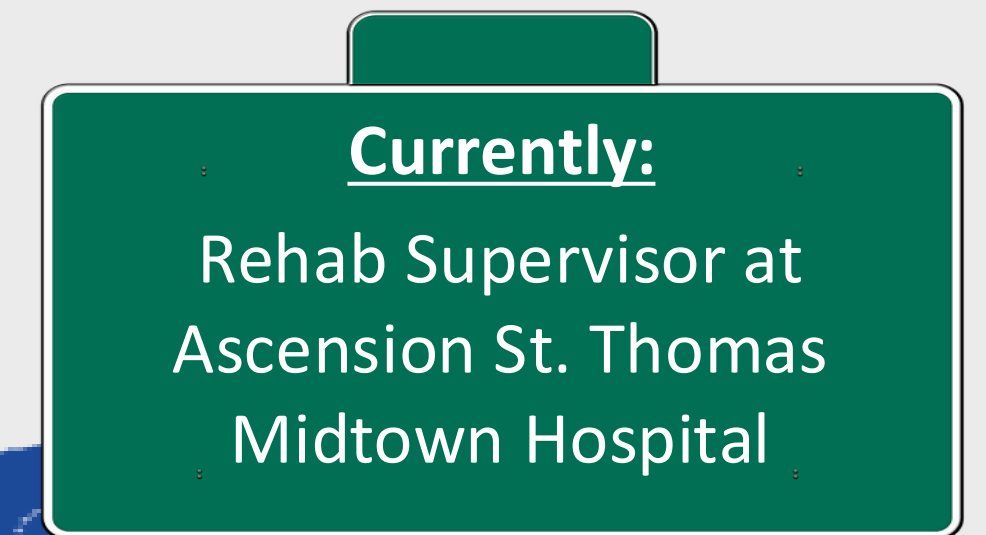 Currently:
Rehab Supervisor at
Ascension St. Thomas
Midtown Hospital